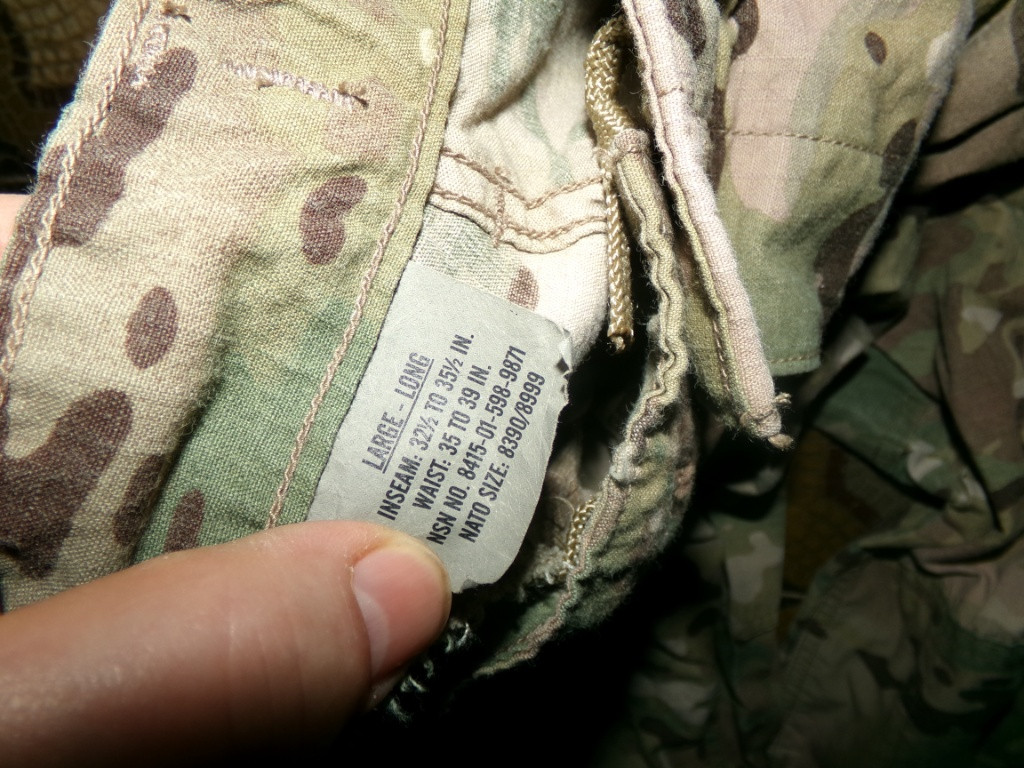 LARGE - LONG
INSEAM: 32½ TO 35½ IN.
WAIST: 35 TO 39 IN.
NSN NO. 8415-01-598-9871
NATO SIZE: 8390/8999